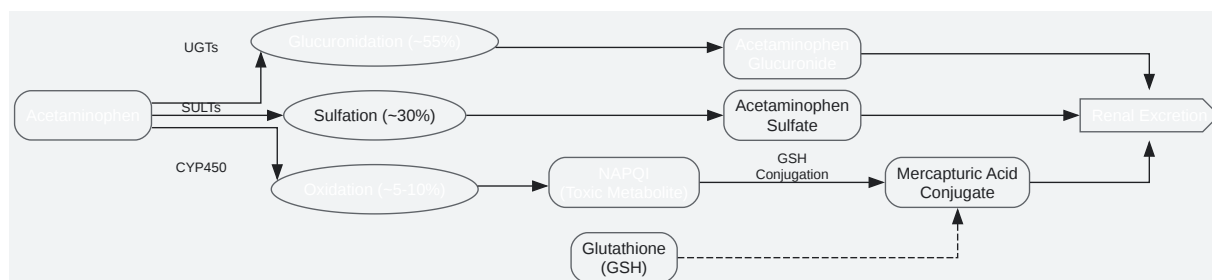 UGTs
Glucuronidation (~55%)
Acetaminophen
Glucuronide
Acetaminophen
SULTs
Sulfation (~30%)
Acetaminophen
Sulfate
Renal Excretion
CYP450
Oxidation (~5-10%)
NAPQI
(Toxic Metabolite)
GSH
Conjugation
Mercapturic Acid
Conjugate
Glutathione
(GSH)